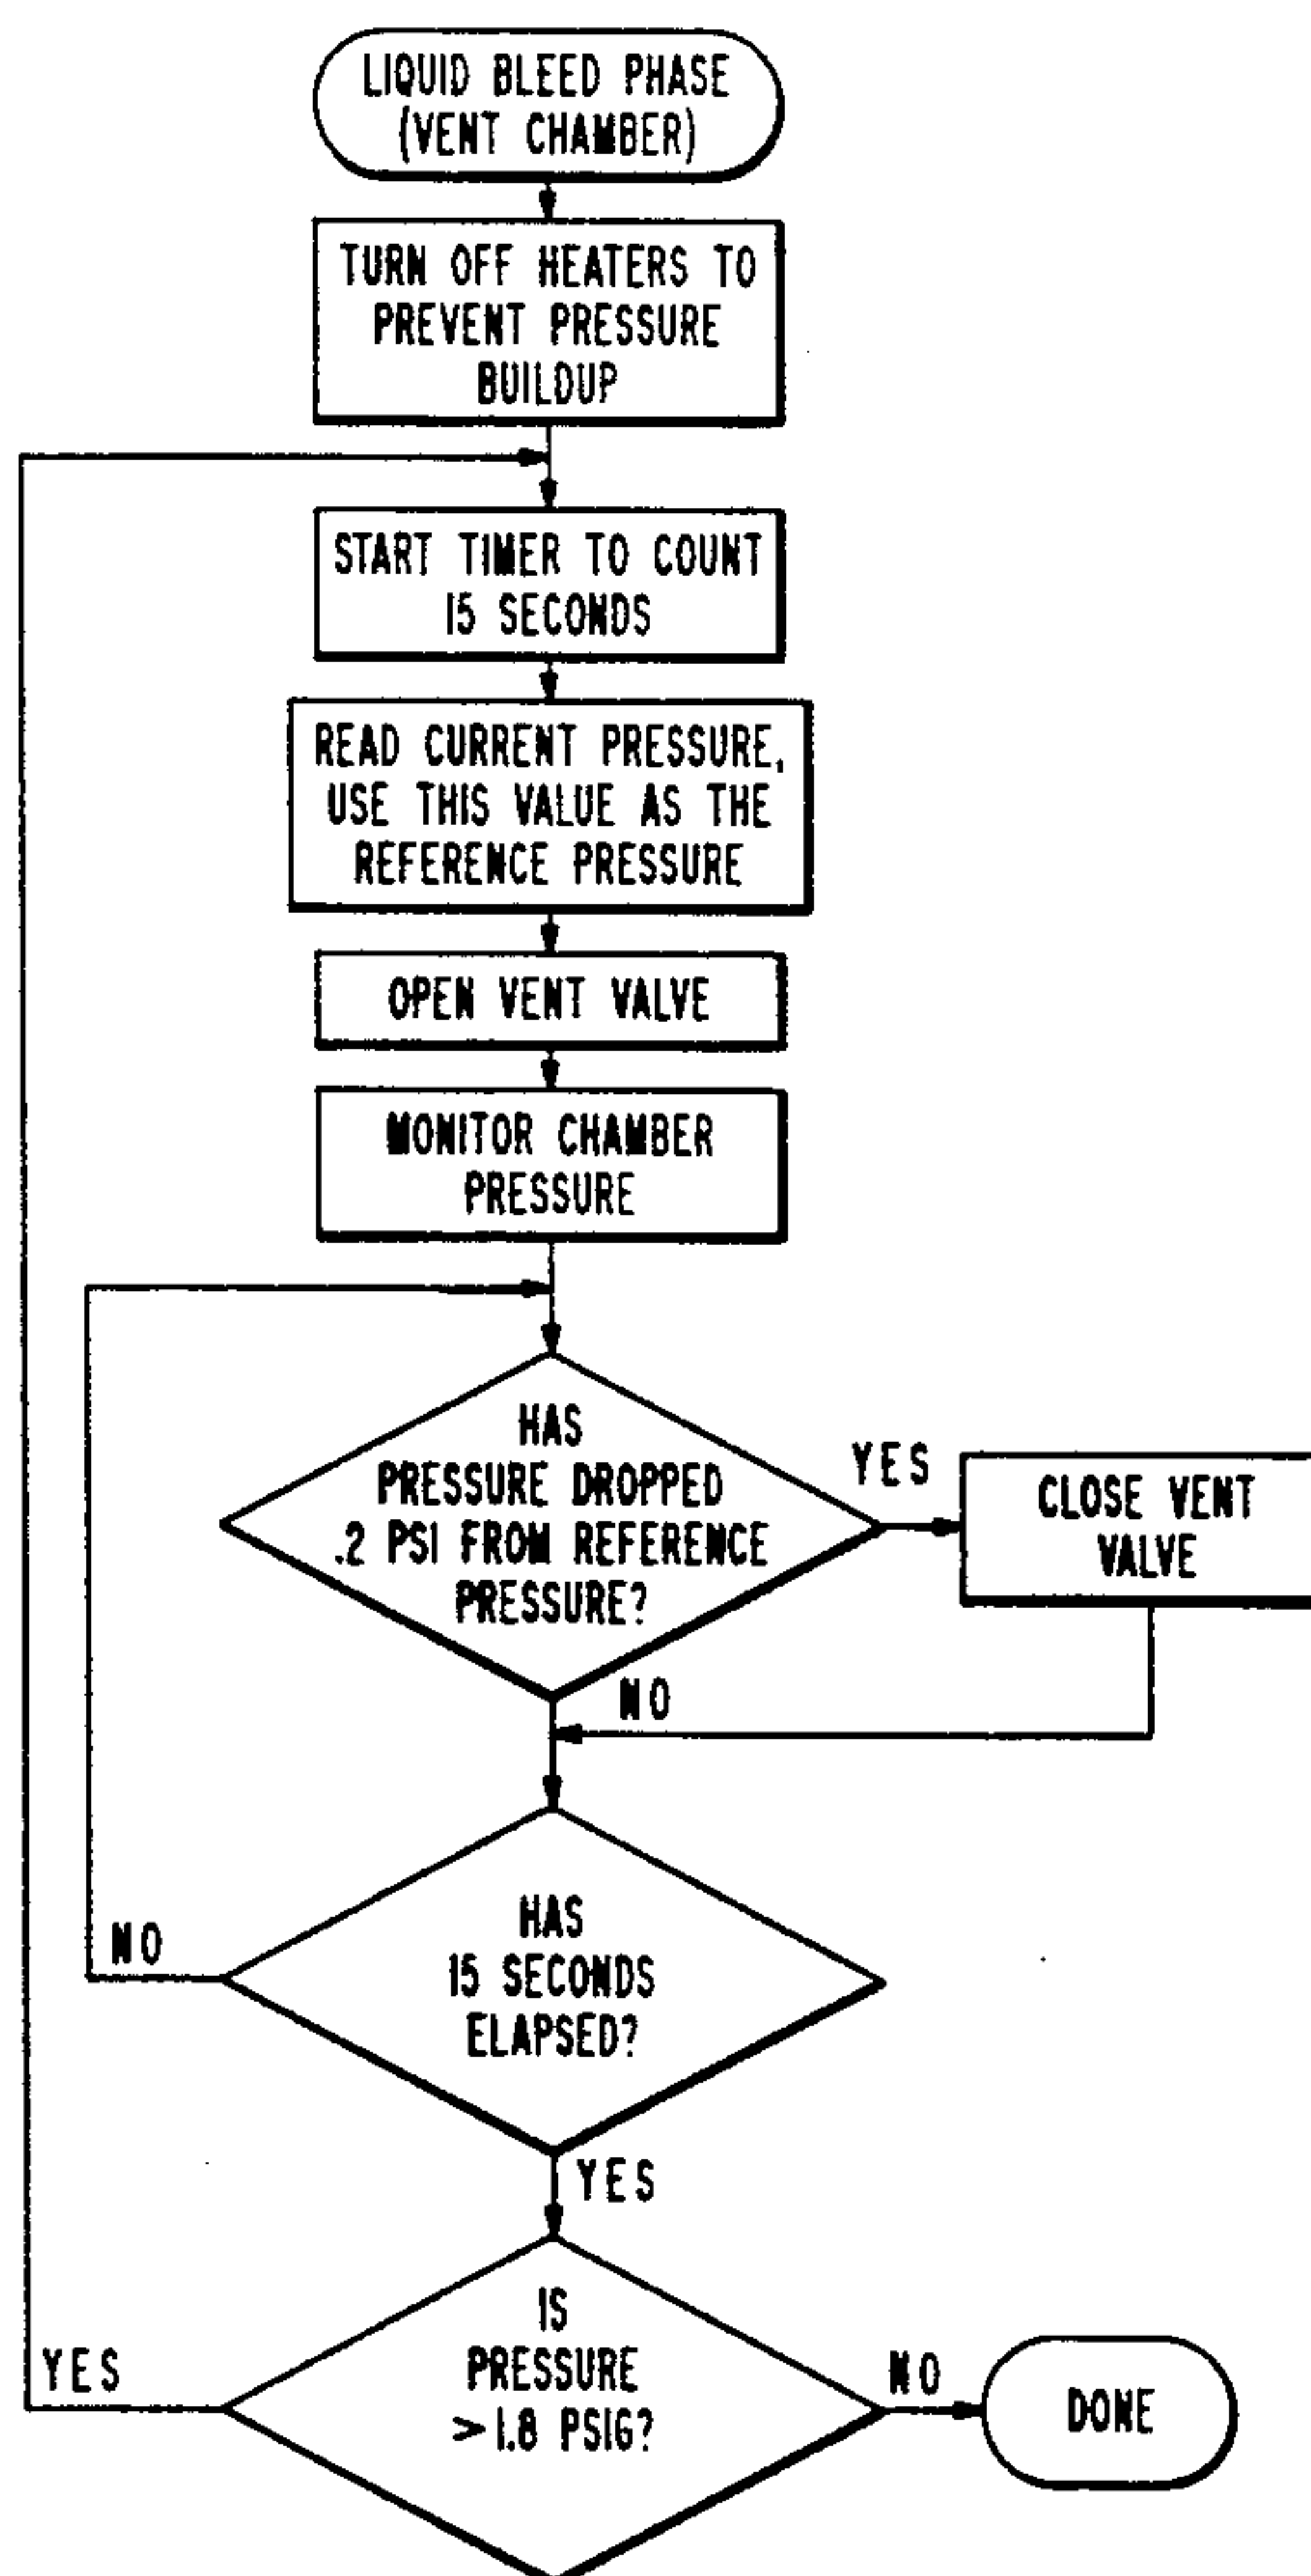 LIQUID BLEED PHASE
(VENT CHAMBER)
TURN OFF HEATERS TO
PREVENT PRESSURE
BUILDUP
START TIMER TO COUNT
15 SECONDS
READ CURRENT PRESSURE,
USE THIS VALUE AS THE
REFERENCE PRESSURE
OPEN VENT VALVE
MONITOR CHAMBER
PRESSURE
HAS
PRESSURE DROPPED
.2 PSI FROM REFERENCE
PRESSURE?
YES
CLOSE VENT
VALVE
NO
HAS
15 SECONDS
ELAPSED?
NO
YES
IS
PRESSURE
>1.8 PSIG?
YES
NO
DONE